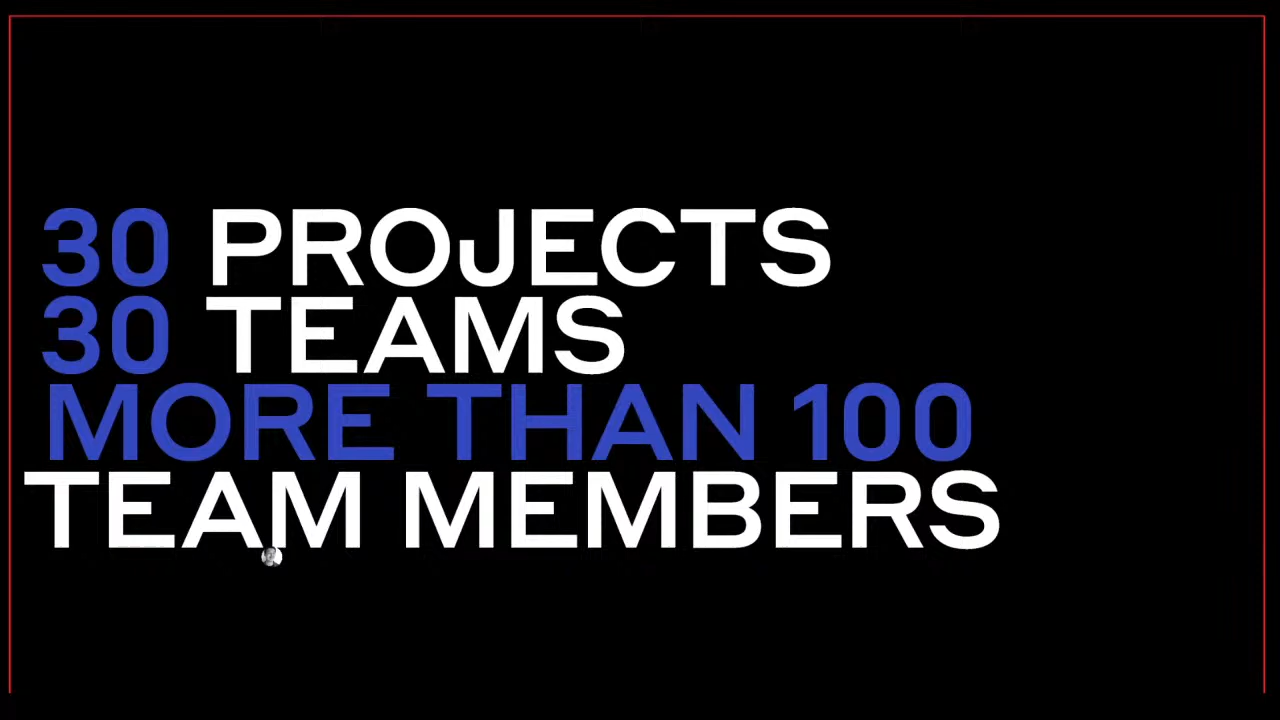 30 PROJECTS
30 TEAMS
MORE THAN 100
TEAM MEMBERS